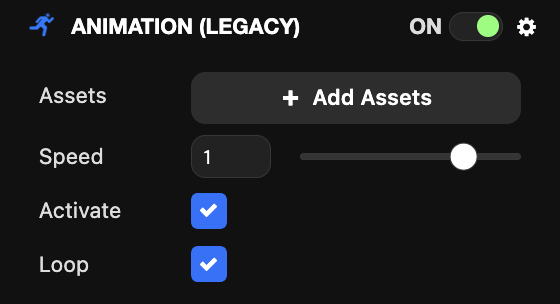 ANIMATION (LEGACY) ON
Assets + Add Assets
Speed 1
Activate
Loop